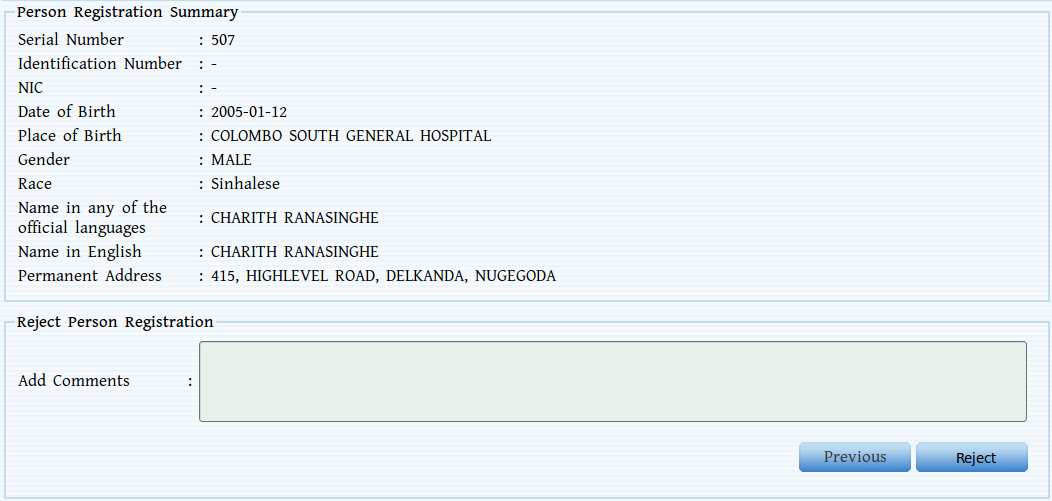 Person Registration Summary
Serial Number : 507
Identification Number : -
NIC : -
Date of Birth : 2005-01-12
Place of Birth : COLOMBO SOUTH GENERAL HOSPITAL
Gender : MALE
Race : Sinhalese
Name in any of the
official languages : CHARITH RANASINGHE
Name in English : CHARITH RANASINGHE
Permanent Address : 415, HIGHLEVEL ROAD, DELKANDA, NUGEGODA
Reject Person Registration
Add Comments :
Previous Reject